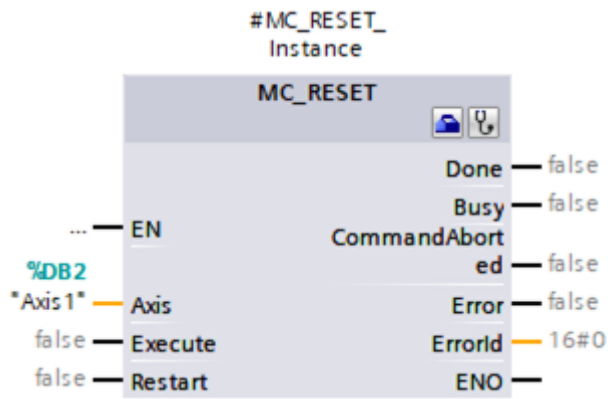 #MC_RESET_
Instance
MC_RESET
Done false
Busy false
... EN
CommandAbort
ed false
%DB2
"Axis1" Axis
Error false
false Execute
ErrorId 16#0
false Restart
ENO